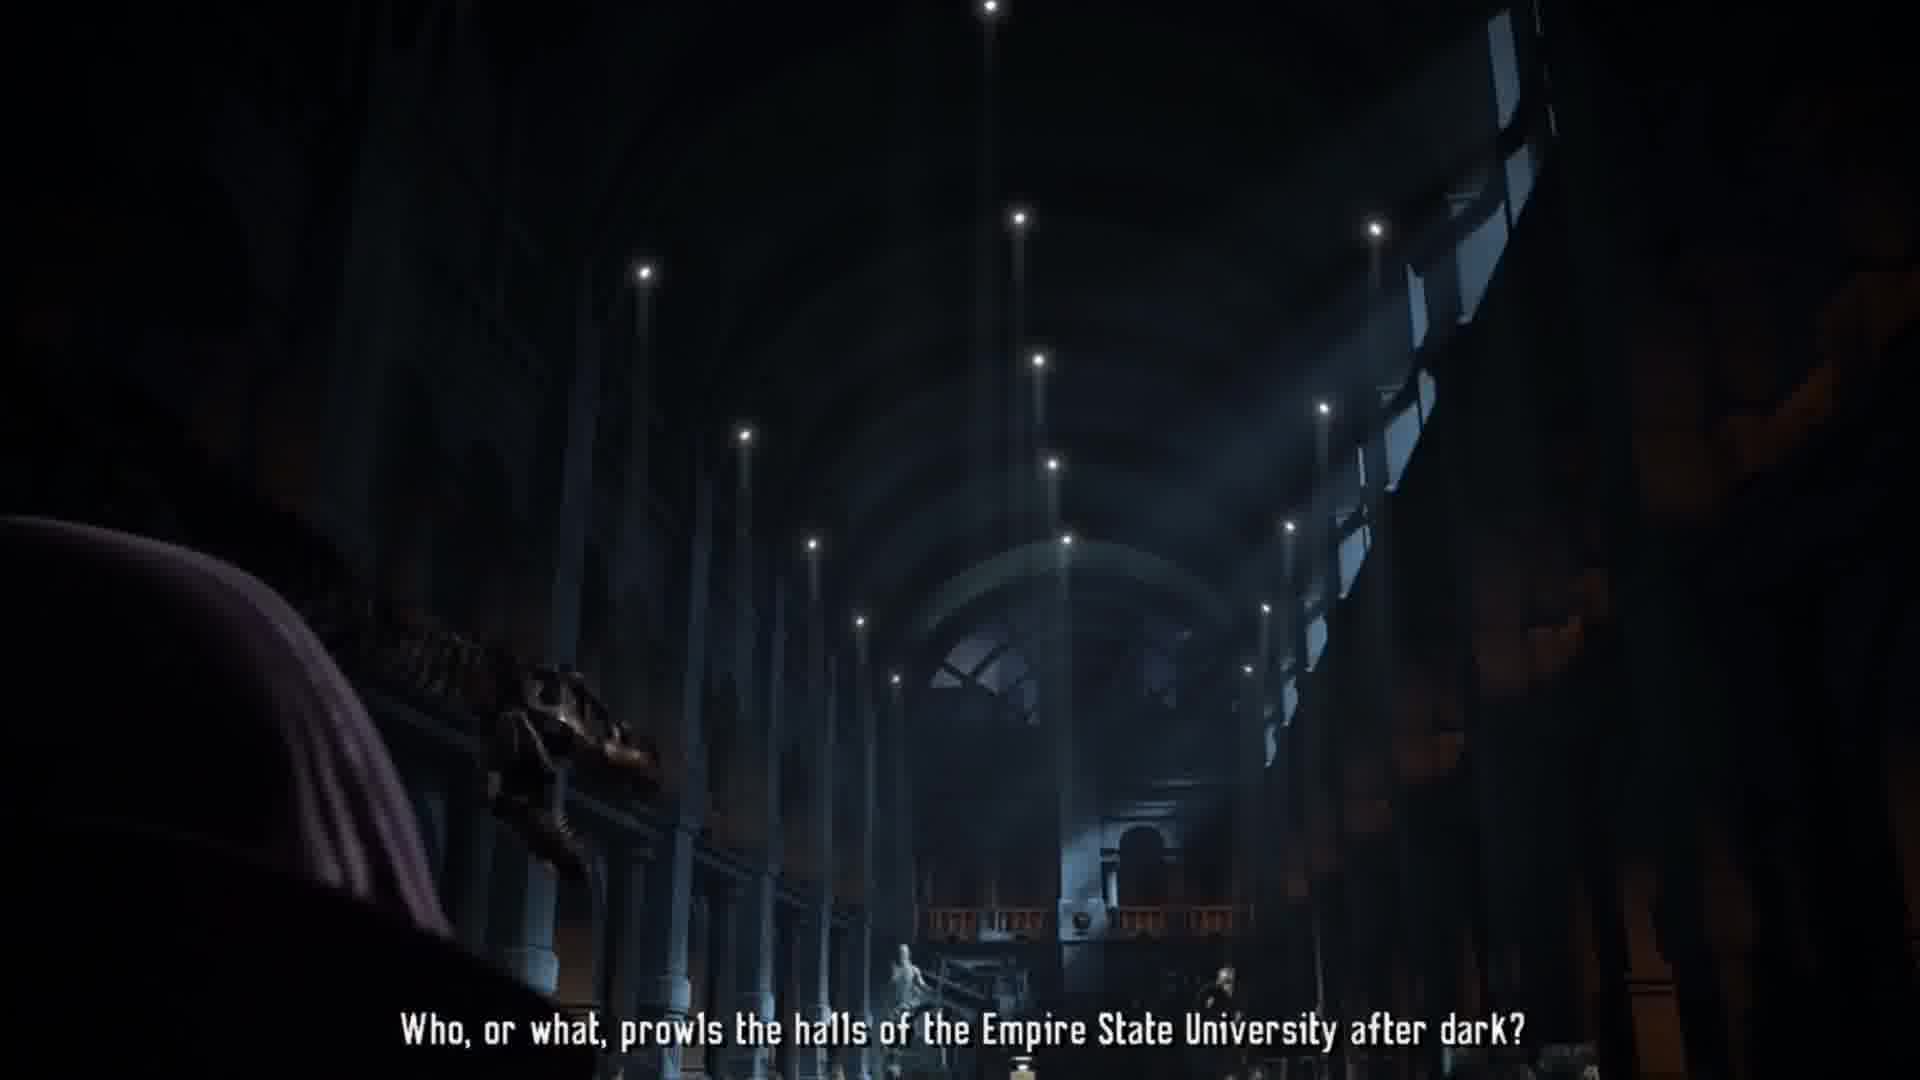 Who, or what, prowls the halls of the Empire State University after dark?